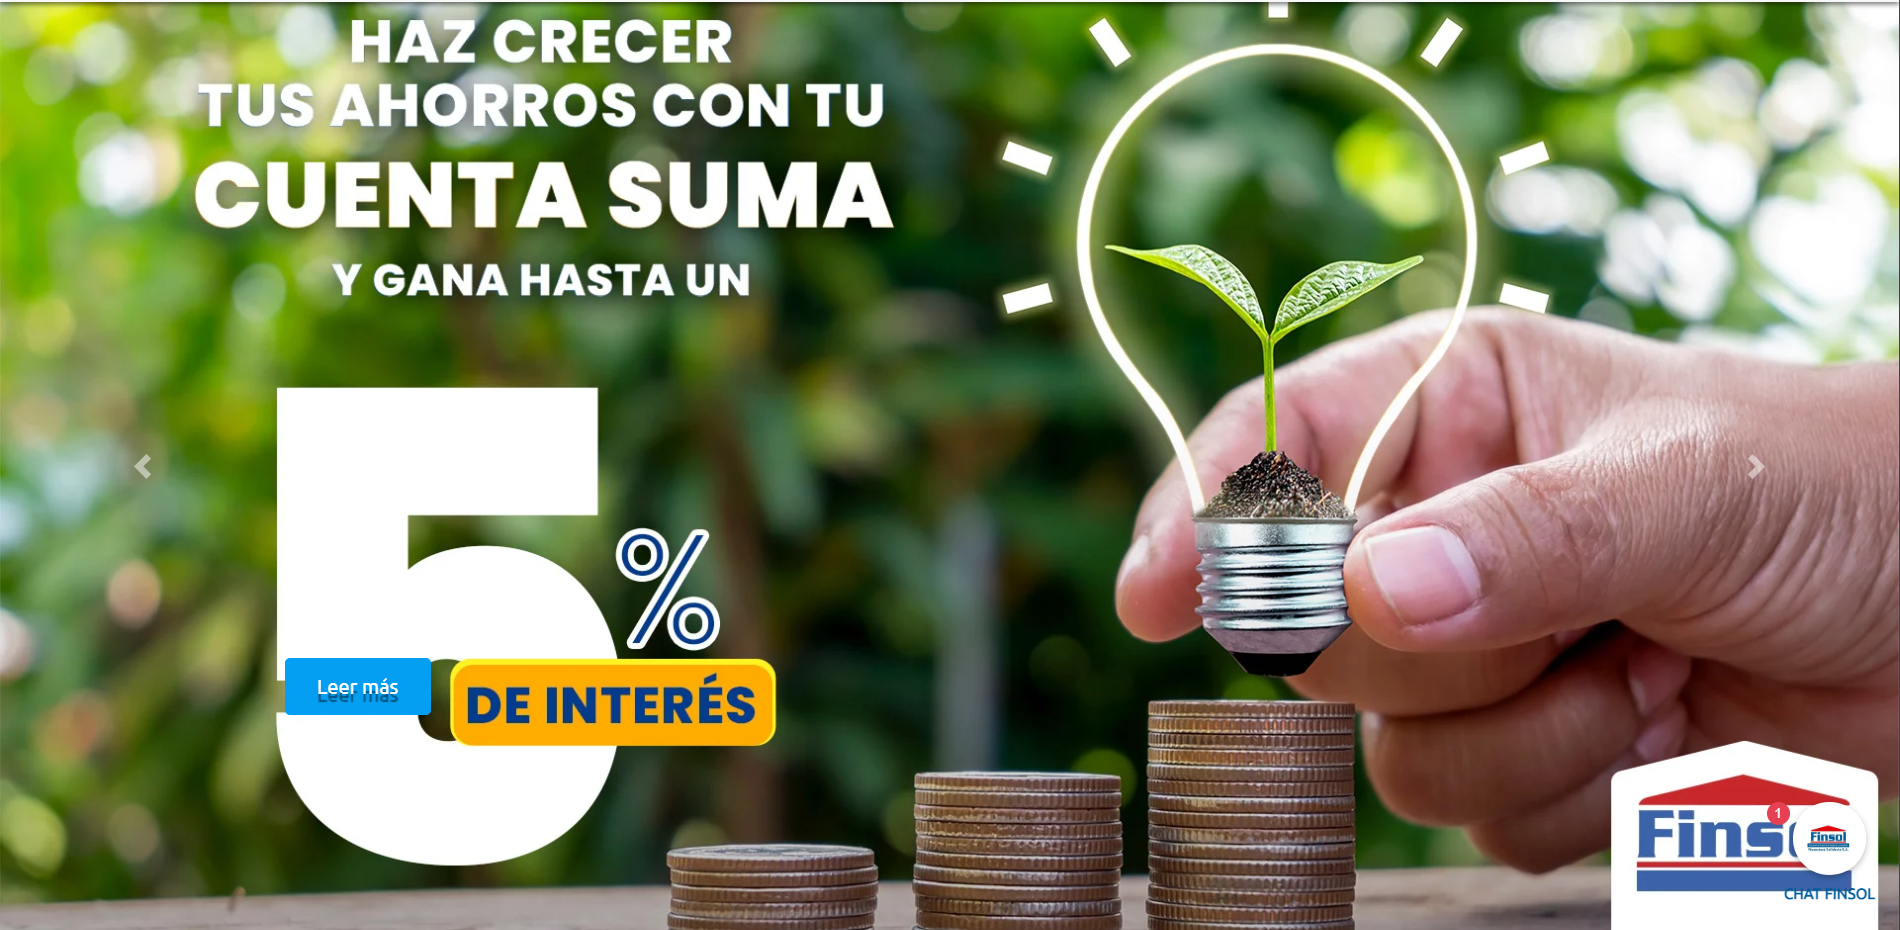 HAZ CRECER
TUS AHORROS CON TU
CUENTA SUMA
Y GANA HASTA UN
5%
DE INTERÉS
Leer más
1
Finsol
CHAT FINSOL